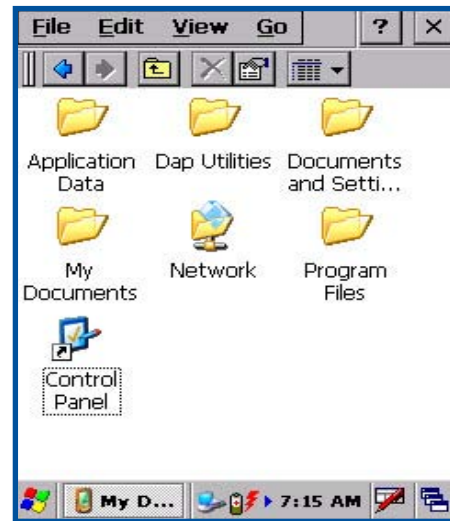 File Edit View Go ? ×
Application Data
Dap Utilities
Documents and Setti...
My Documents
Network
Program Files
Control Panel
My D... 7:15 AM